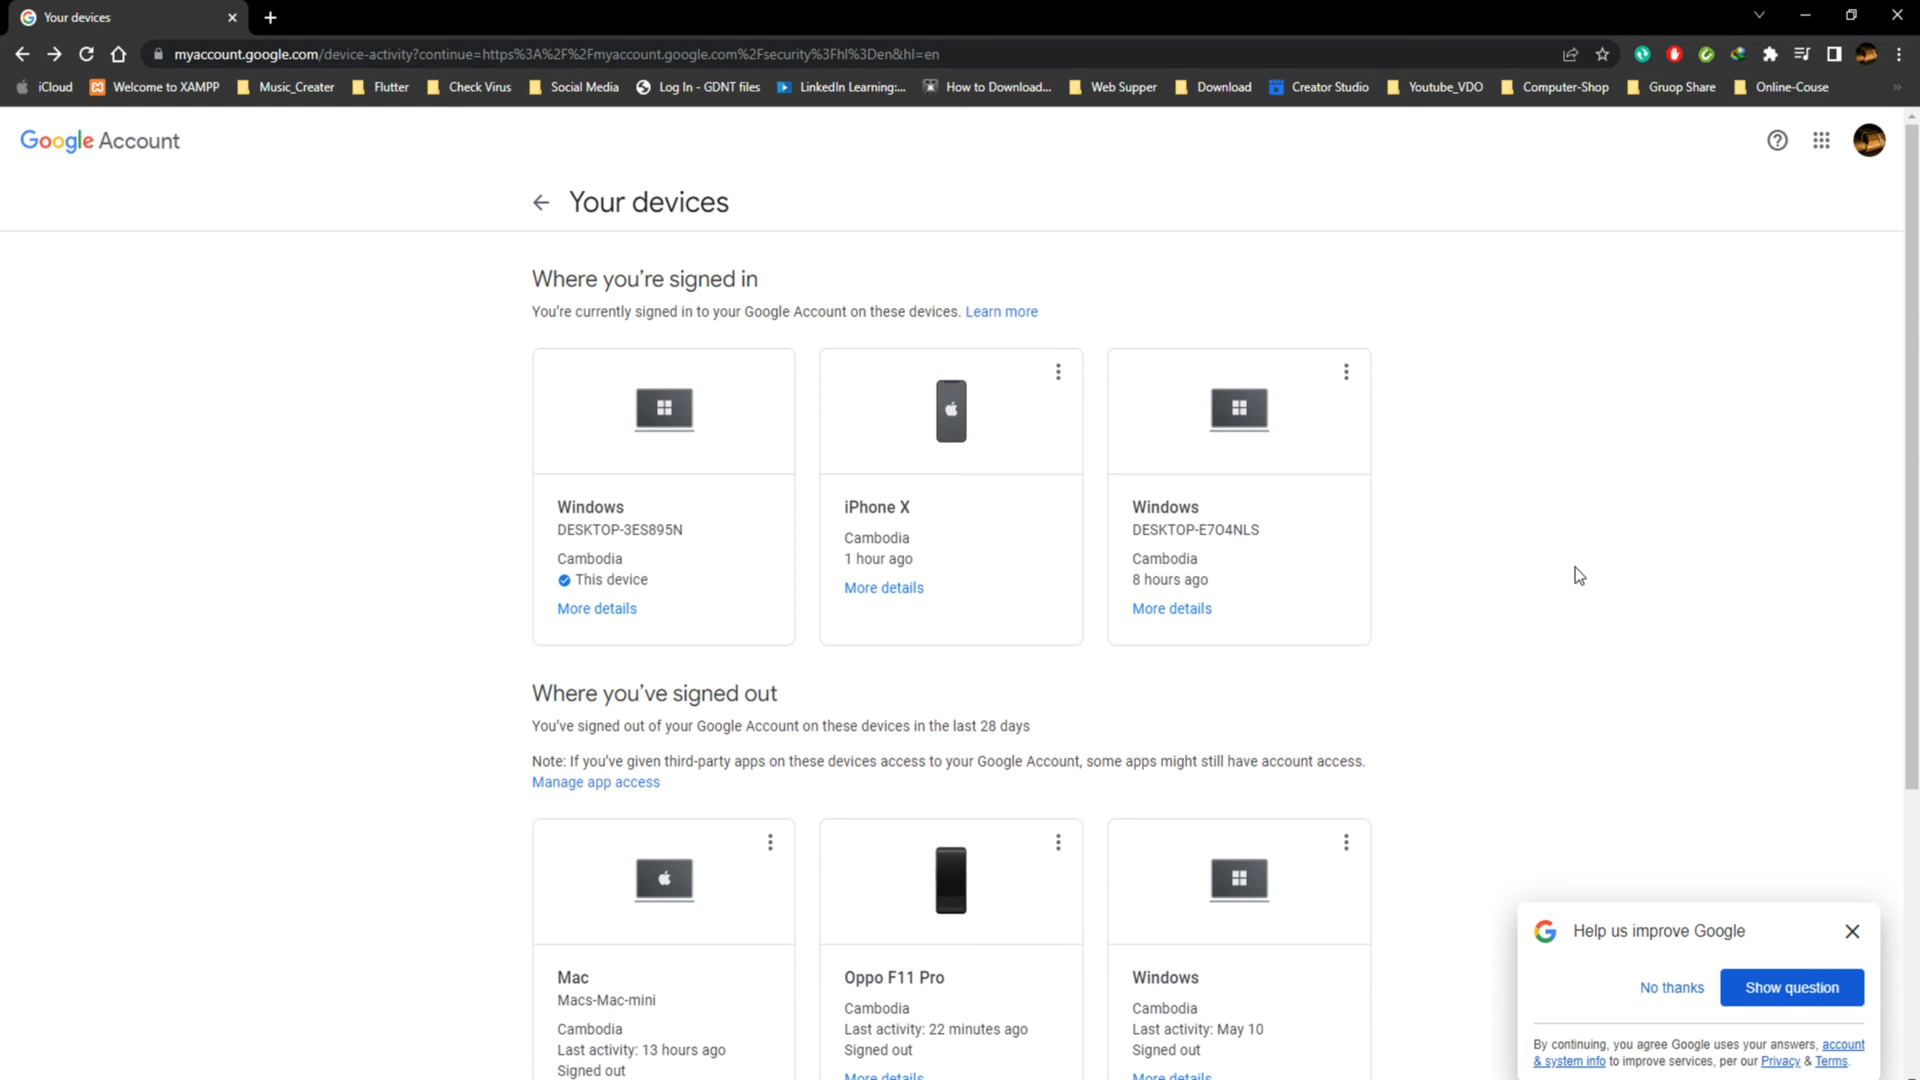 Your devices
myaccount.google.com/device-activity?continue=https%3A%2F%2Fmyaccount.google.com%2Fsecurity%3Fhl%3Den&hl=en
iCloud Welcome to XAMPP Music_Creater Flutter Check Virus Social Media Log In - GDNT files LinkedIn Learning:... How to Download... Web Supper Download Creator Studio Youtube_VDO Computer-Shop Gruop Share Online-Couse »
Google Account
Your devices
Where you're signed in
You're currently signed in to your Google Account on these devices. Learn more
Windows
DESKTOP-3ES895N
Cambodia
This device
More details
iPhone X
Cambodia
1 hour ago
More details
Windows
DESKTOP-E7O4NLS
Cambodia
8 hours ago
More details
Where you've signed out
You've signed out of your Google Account on these devices in the last 28 days
Note: If you've given third-party apps on these devices access to your Google Account, some apps might still have account access.
Manage app access
Mac
Macs-Mac-mini
Cambodia
Last activity: 13 hours ago
Signed out
Oppo F11 Pro
Cambodia
Last activity: 22 minutes ago
Signed out
More details
Windows
Cambodia
Last activity: May 10
Signed out
More details
Help us improve Google
No thanks
Show question
By continuing, you agree Google uses your answers, account
& system info to improve services, per our Privacy & Terms.